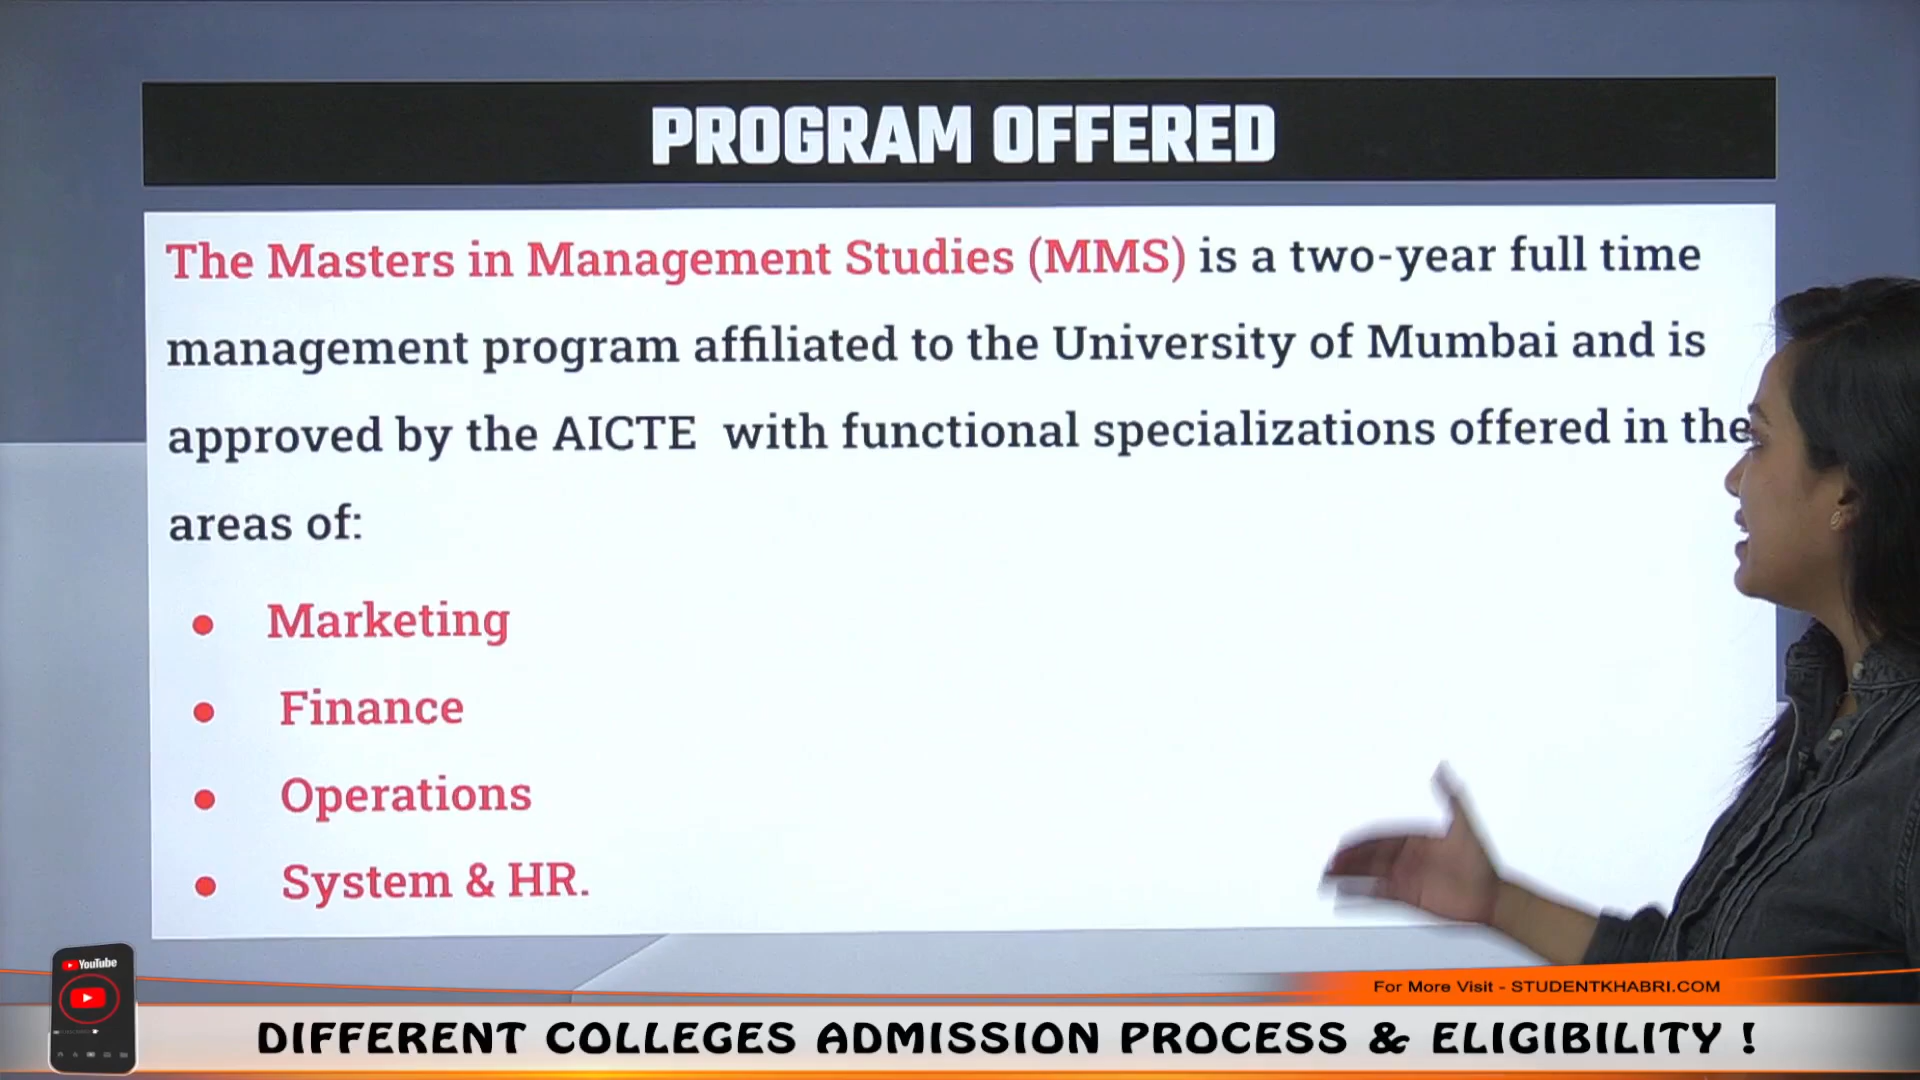 PROGRAM OFFERED
The Masters in Management Studies (MMS) is a two-year full time
management program affiliated to the University of Mumbai and is
approved by the AICTE with functional specializations offered in the
areas of:
● Marketing
● Finance
● Operations
● System & HR.
YouTube
For More Visit - STUDENTKHABRI.COM
DIFFERENT COLLEGES ADMISSION PROCESS & ELIGIBILITY !